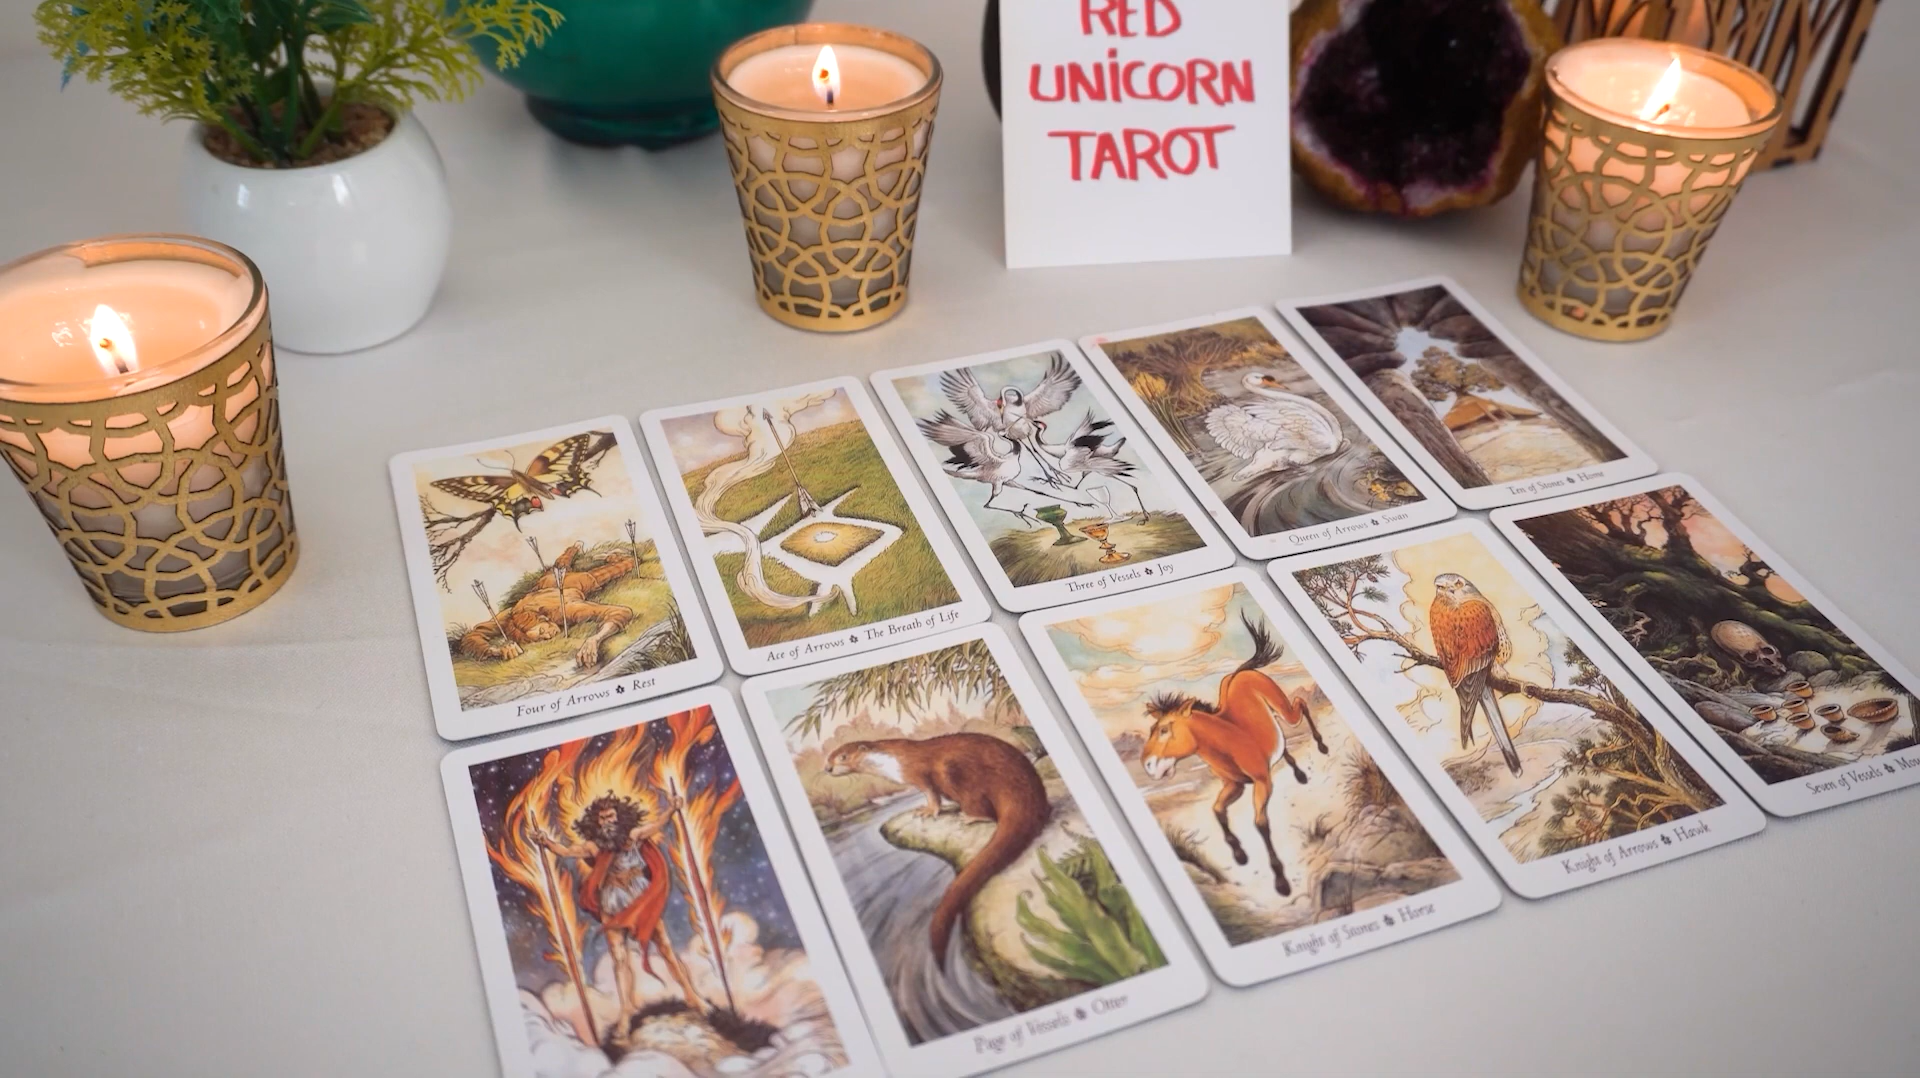 RED
UNICORN
TAROT
Four of Arrows Rest
Ace of Arrows The Breath of Life
Three of Vessels Joy
Queen of Arrows Swan
Ten of Stones Home
Page of Vessels Otter
Knight of Stones Horse
Knight of Arrows Hawk
Seven of Vessels